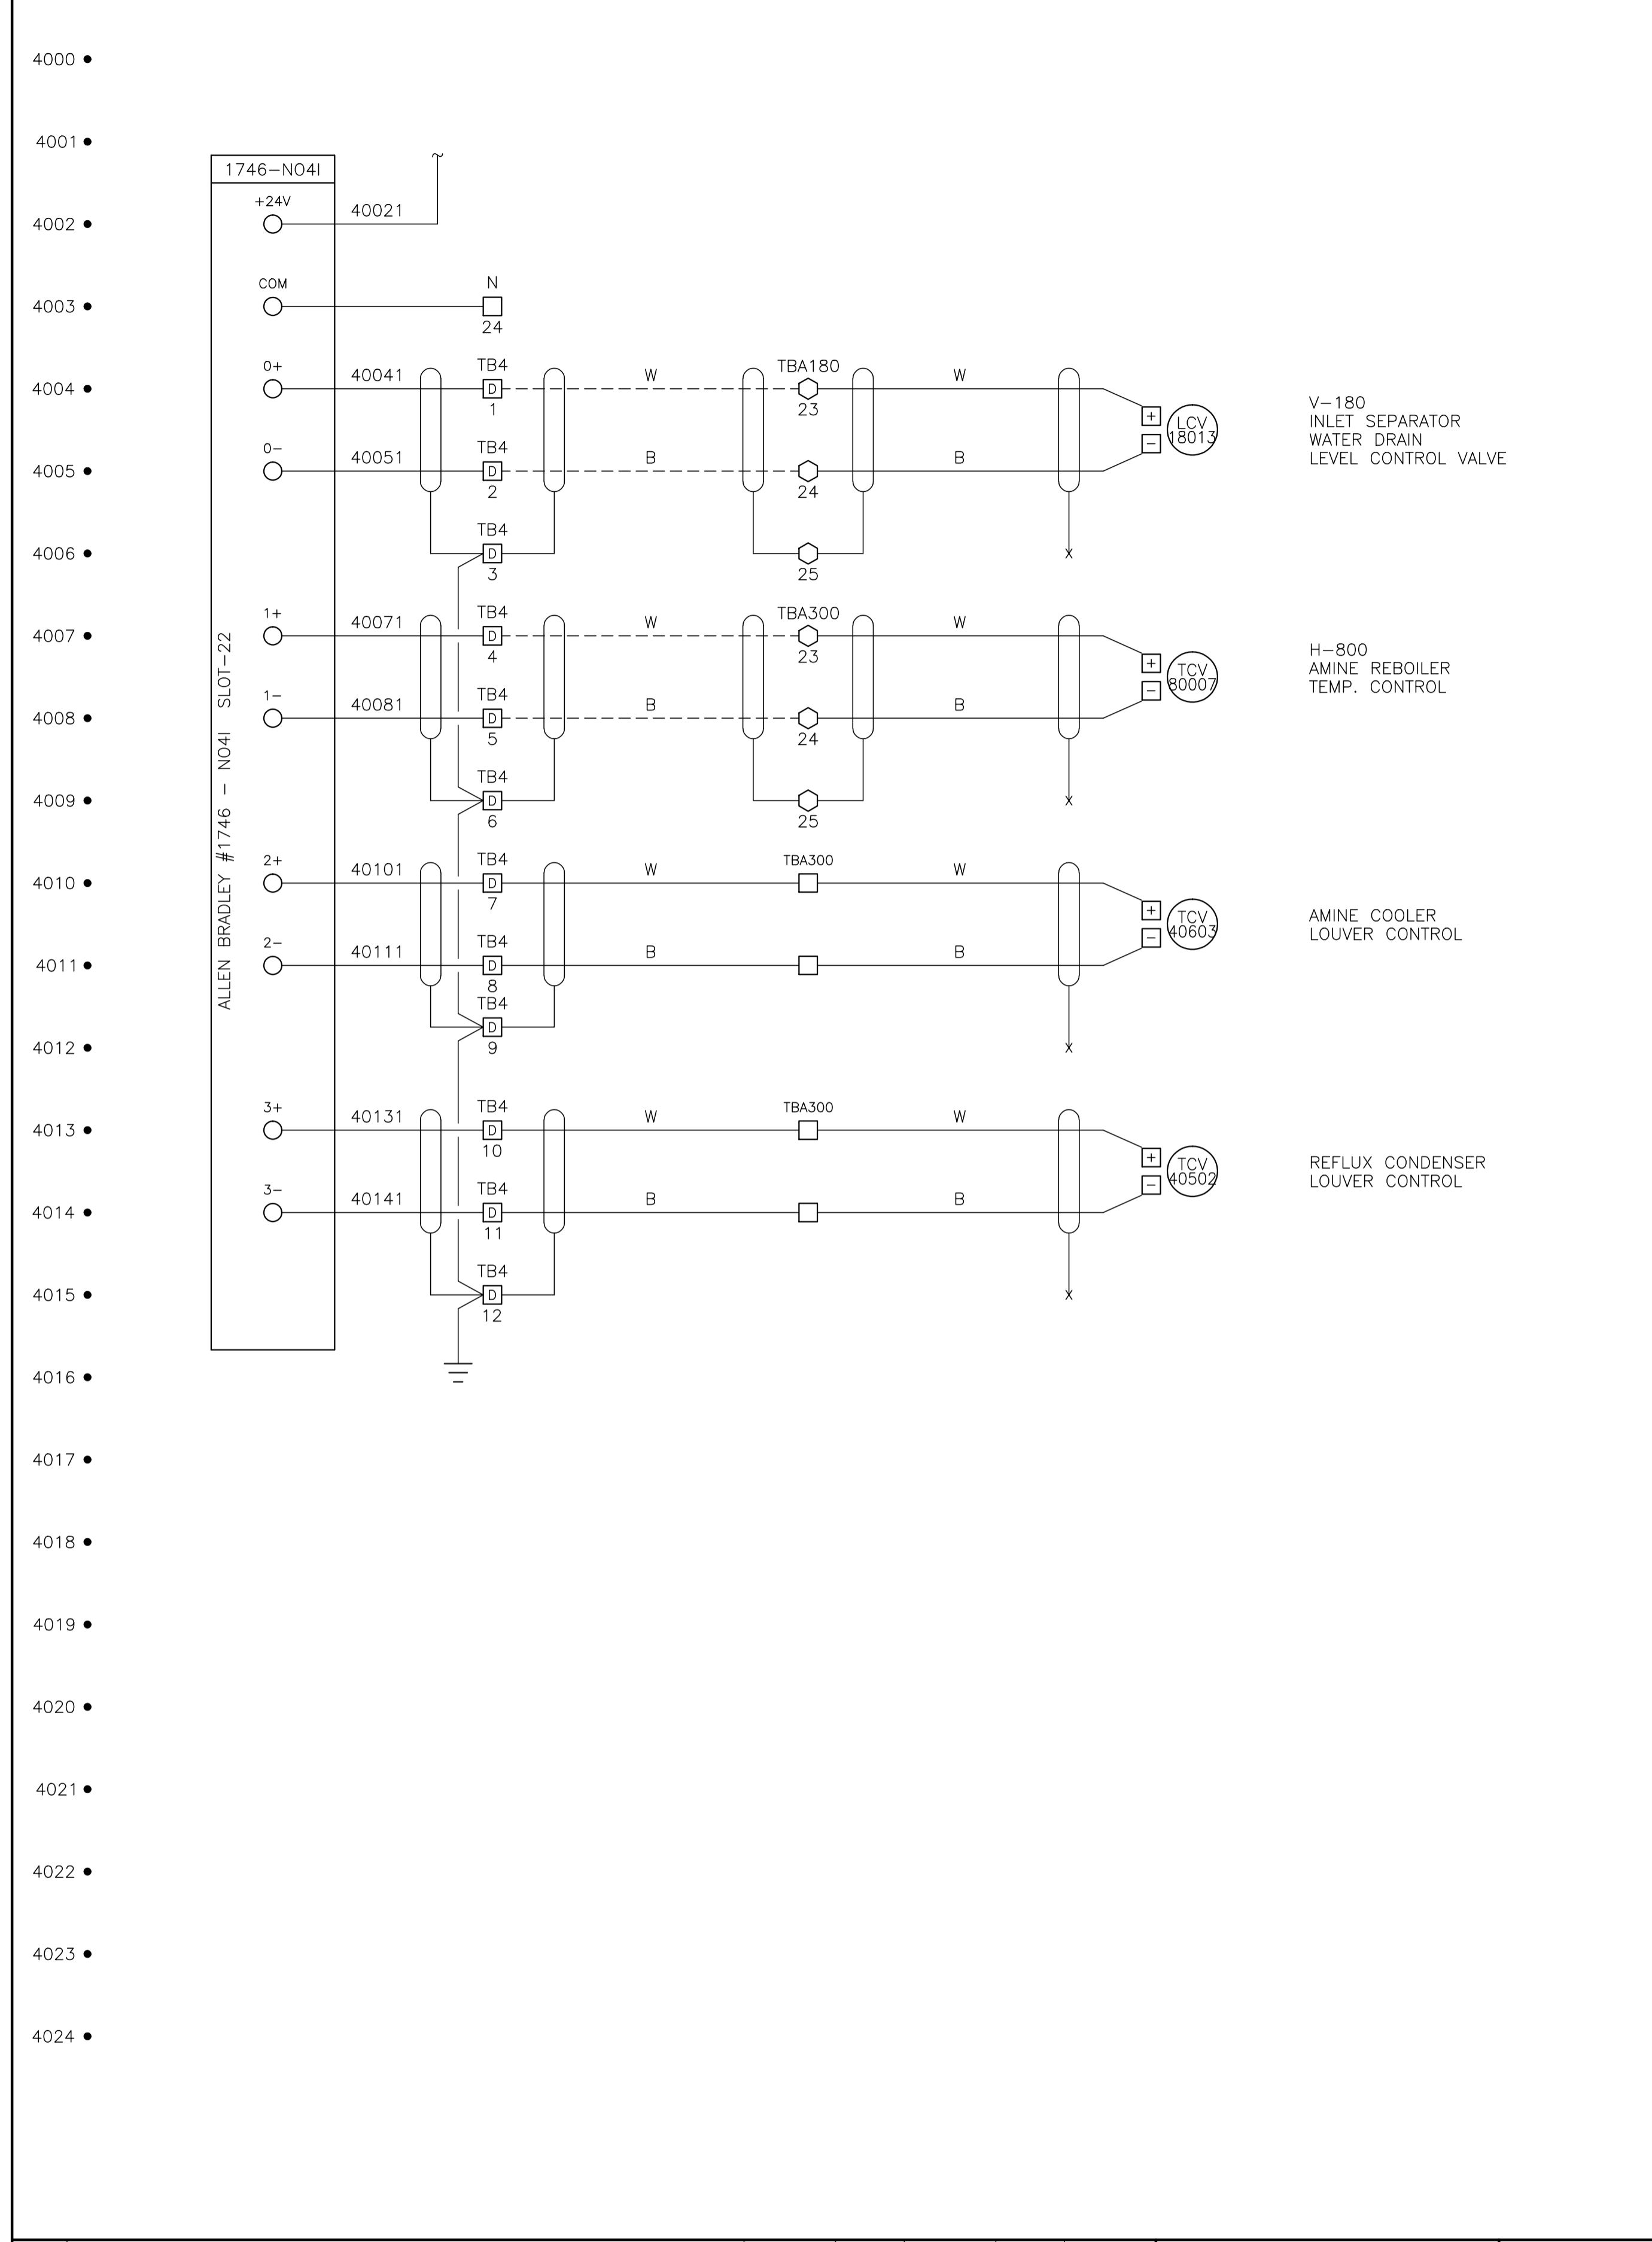 4000
4001
1746-NO4I
+24V
4002
40021
COM
N
4003
24
0+
40041
TB4
W
TBA180
W
4004
D
1
23
V-180
INLET SEPARATOR
WATER DRAIN
LEVEL CONTROL VALVE
+
LCV
18013
-
0-
40051
TB4
B
B
4005
D
2
24
TB4
4006
D
X
3
25
1+
40071
TB4
W
TBA300
W
4007
D
4
23
H-800
AMINE REBOILER
TEMP. CONTROL
+
TCV
80007
-
1-
40081
TB4
B
B
4008
D
5
24
TB4
4009
D
X
6
25
ALLEN BRADLEY #1746 - NO4I SLOT-22
2+
40101
TB4
W
TBA300
W
4010
D
7
AMINE COOLER
LOUVER CONTROL
+
TCV
40603
-
2-
40111
TB4
B
B
4011
D
8
TB4
D
9
4012
X
3+
40131
TB4
W
TBA300
W
4013
D
10
REFLUX CONDENSER
LOUVER CONTROL
+
TCV
40502
-
3-
40141
TB4
B
B
4014
D
11
TB4
4015
D
X
12
4016
4017
4018
4019
4020
4021
4022
4023
4024